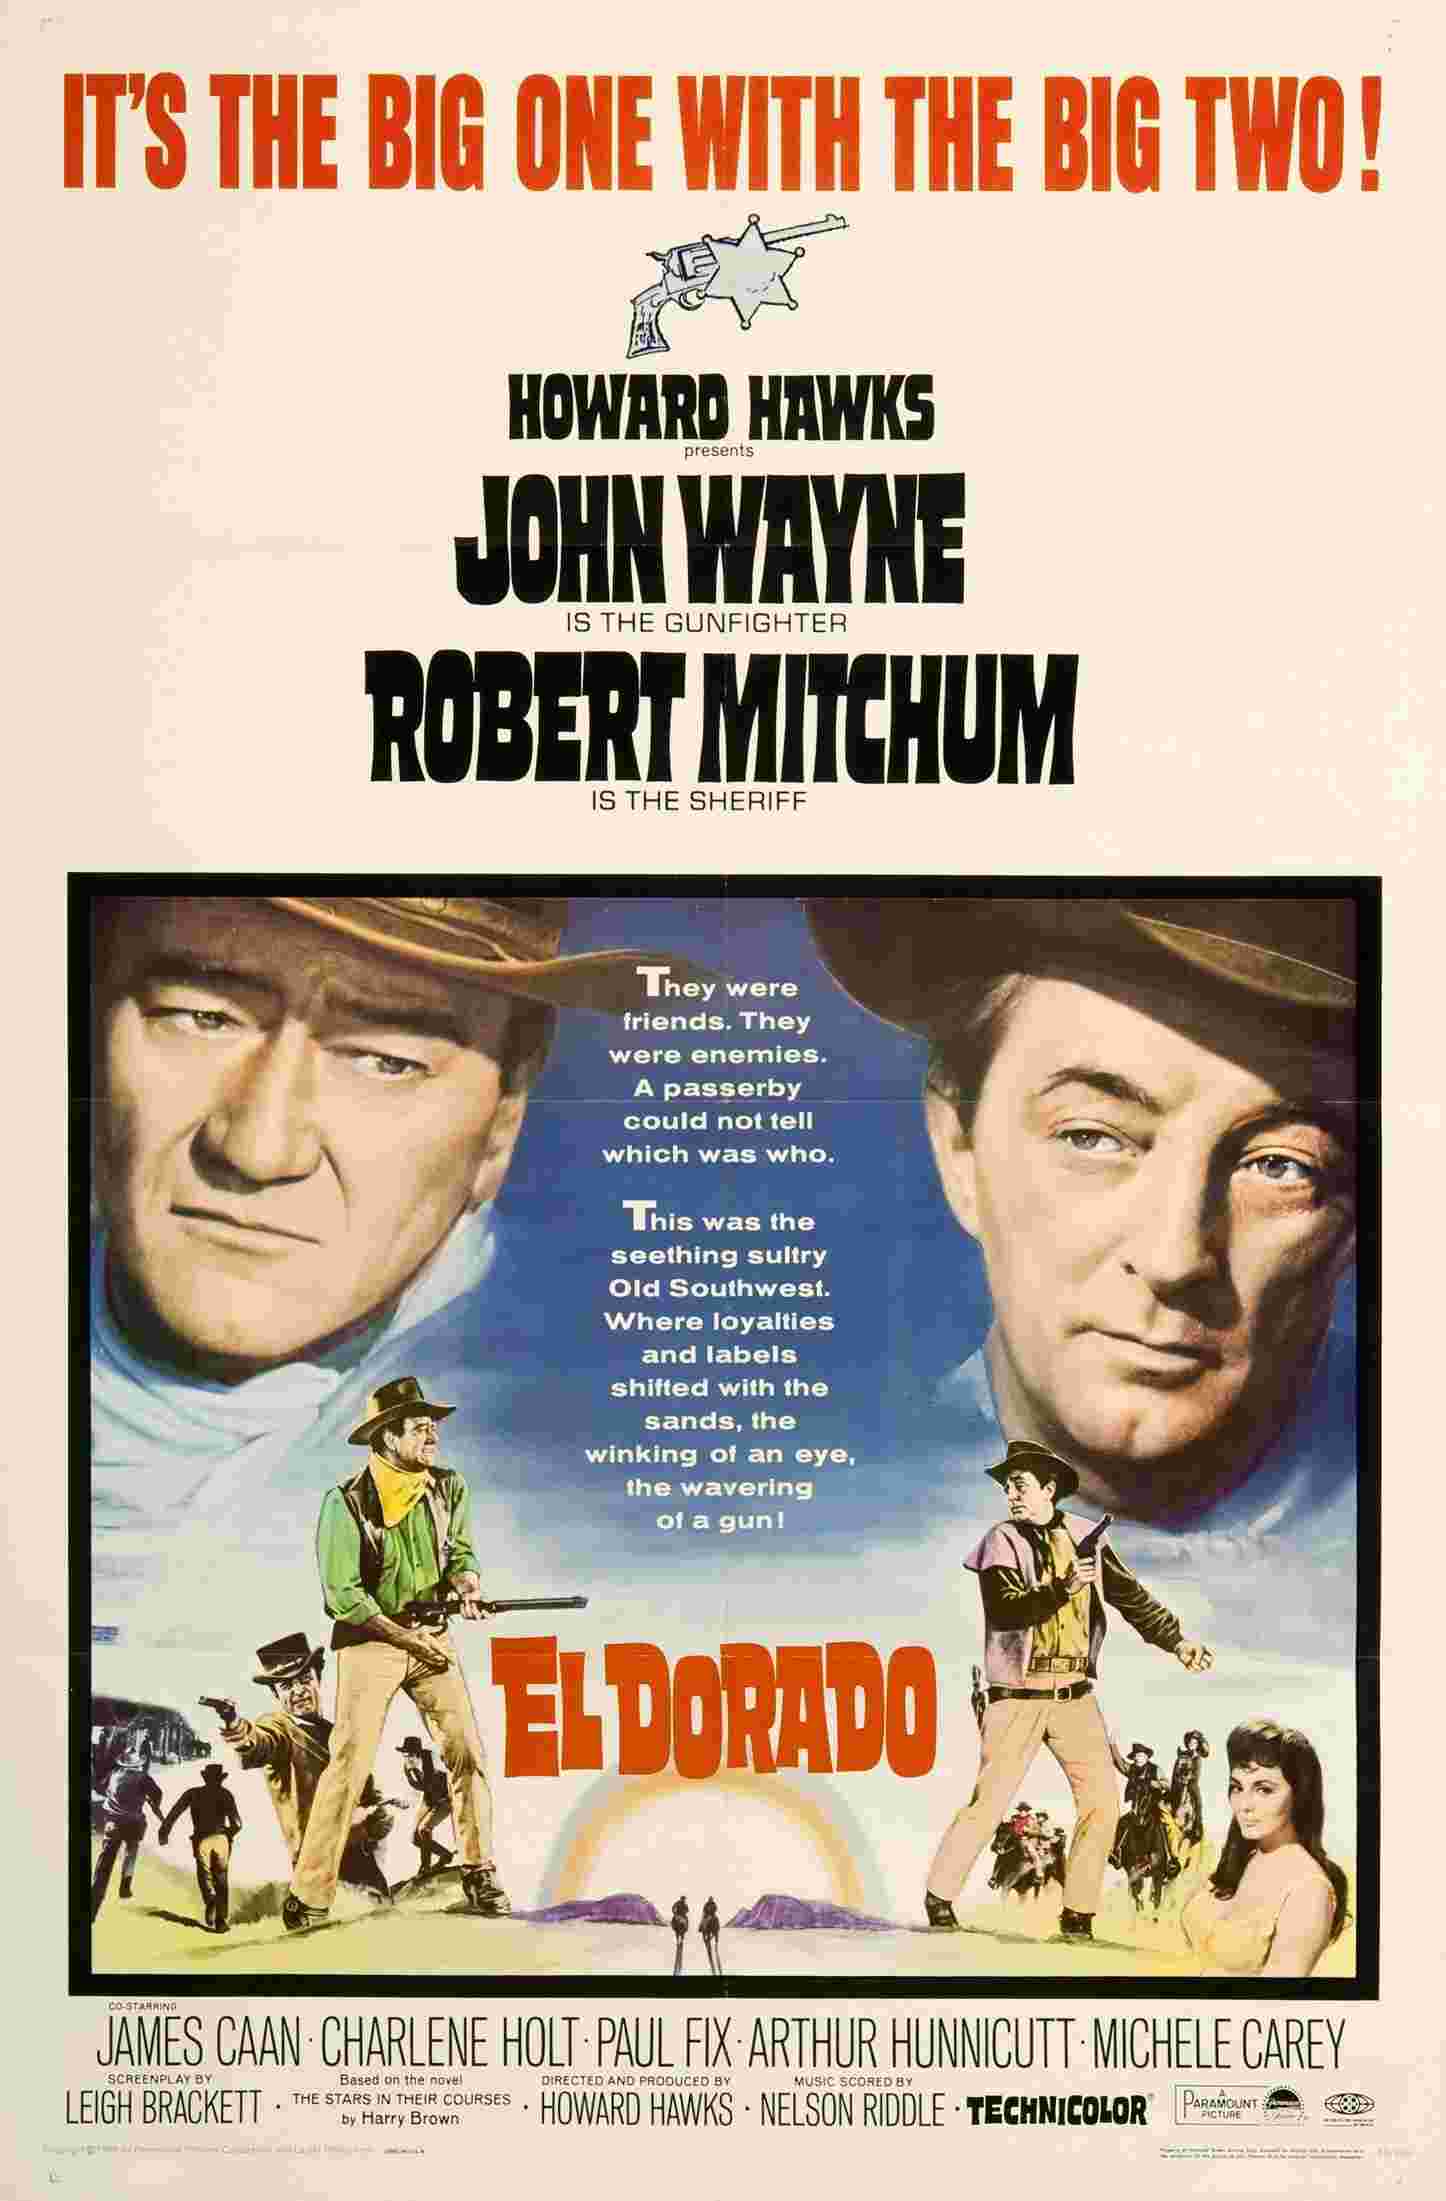 IT'S THE BIG ONE WITH THE BIG TWO!
HOWARD HAWKS
presents
JOHN WAYNE
IS THE GUNFIGHTER
ROBERT MITCHUM
IS THE SHERIFF
They were
friends. They
were enemies.
A passerby
could not tell
which was who.
This was the
seething sultry
Old Southwest.
Where loyalties
and labels
shifted with the
sands, the
winking of an eye,
the wavering
of a gun!
EL DORADO
CO-STARRING
JAMES CAAN · CHARLENE HOLT · PAUL FIX · ARTHUR HUNNICUTT · MICHELE CAREY
SCREENPLAY BY
LEIGH BRACKETT ·
Based on the novel
THE STARS IN THEIR COURSES
by Harry Brown
· DIRECTED AND PRODUCED BY
HOWARD HAWKS ·
MUSIC SCORED BY
NELSON RIDDLE ·
TECHNICOLOR®
A
PARAMOUNT
PICTURE